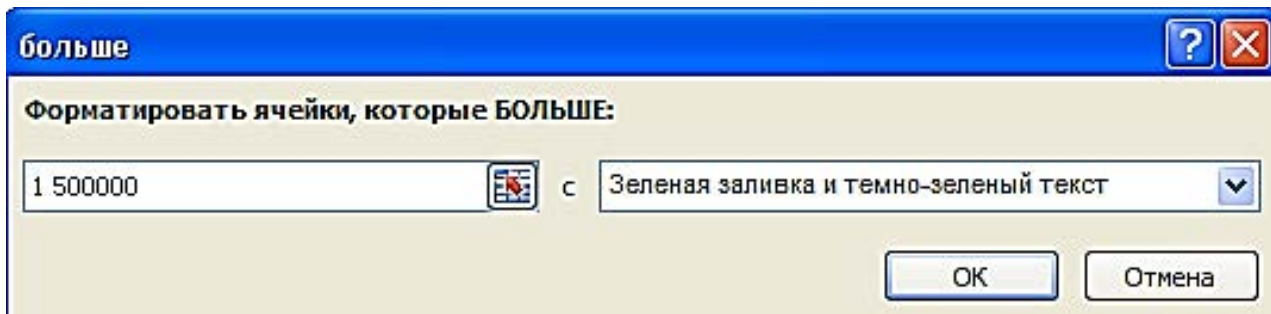 больше
Форматировать ячейки, которые БОЛЬШЕ:
1 500000 с Зеленая заливка и темно-зеленый текст
ОК Отмена